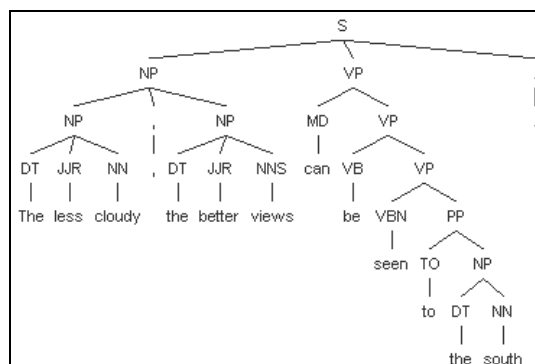 S
NP VP .
NP , NP MD VP .
DT JJR NN , DT JJR NNS can VB VP
The less cloudy the better views be VBN PP
seen TO NP
to DT NN
the south